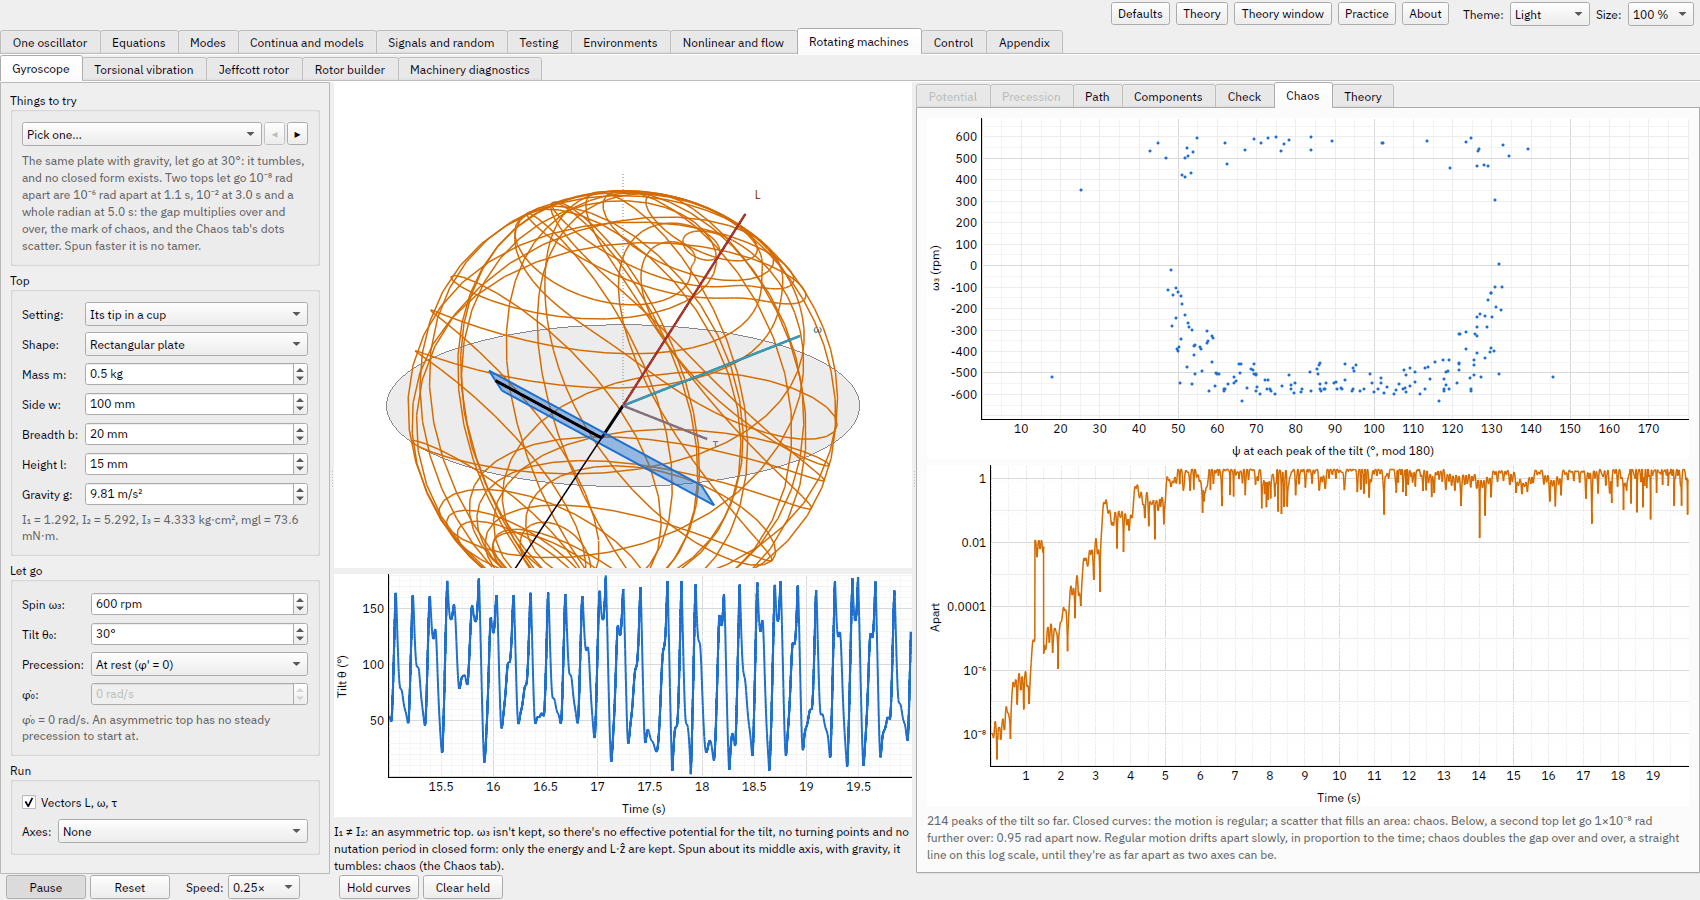 Defaults Theory Theory window Practice About Theme: Light Size: 100 %
One oscillator Equations Modes Continua and models Signals and random Testing Environments Nonlinear and flow Rotating machines Control Appendix
Gyroscope Torsional vibration Jeffcott rotor Rotor builder Machinery diagnostics
Things to try
Pick one...
The same plate with gravity, let go at 30°: it tumbles,
and no closed form exists. Two tops let go 10⁻⁸ rad
apart are 10⁻⁶ rad apart at 1.1 s, 10⁻² at 3.0 s and a
whole radian at 5.0 s: the gap multiplies over and
over, the mark of chaos, and the Chaos tab's dots
scatter. Spun faster it is no tamer.
Top
Setting: Its tip in a cup
Shape: Rectangular plate
Mass m: 0.5 kg
Side w: 100 mm
Breadth b: 20 mm
Height l: 15 mm
Gravity g: 9.81 m/s²
I₁ = 1.292, I₂ = 5.292, I₃ = 4.333 kg·cm², mgl = 73.6
mN·m.
Let go
Spin ω₃: 600 rpm
Tilt θ₀: 30°
Precession: At rest (φ' = 0)
φ̇₀: 0 rad/s
φ̇₀ = 0 rad/s. An asymmetric top has no steady
precession to start at.
Run
Vectors L, ω, τ
Axes: None
Pause Reset Speed: 0.25×
L
ω
τ
Tilt θ (°)
150
100
50
15.5 16 16.5 17 17.5 18 18.5 19 19.5
Time (s)
I₁ ≠ I₂: an asymmetric top. ω₃ isn't kept, so there's no effective potential for the tilt, no turning points and no
nutation period in closed form: only the energy and L·ẑ are kept. Spun about its middle axis, with gravity, it
tumbles: chaos (the Chaos tab).
Hold curves Clear held
Potential Precession Path Components Check Chaos Theory
ω₃ (rpm)
600
500
400
300
200
100
0
-100
-200
-300
-400
-500
-600
10 20 30 40 50 60 70 80 90 100 110 120 130 140 150 160 170
ψ at each peak of the tilt (°, mod 180)
Apart
1
0.01
0.0001
10⁻⁶
10⁻⁸
1 2 3 4 5 6 7 8 9 10 11 12 13 14 15 16 17 18 19
Time (s)
214 peaks of the tilt so far. Closed curves: the motion is regular; a scatter that fills an area: chaos. Below, a second top let go 1×10⁻⁸ rad
further over: 0.95 rad apart now. Regular motion drifts apart slowly, in proportion to the time; chaos doubles the gap over and over, a straight
line on this log scale, until they're as far apart as two axes can be.